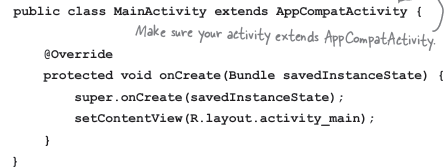 public class MainActivity extends AppCompatActivity {
Make sure your activity extends AppCompatActivity.
@Override
protected void onCreate(Bundle savedInstanceState) {
super.onCreate(savedInstanceState);
setContentView(R.layout.activity_main);
}
}